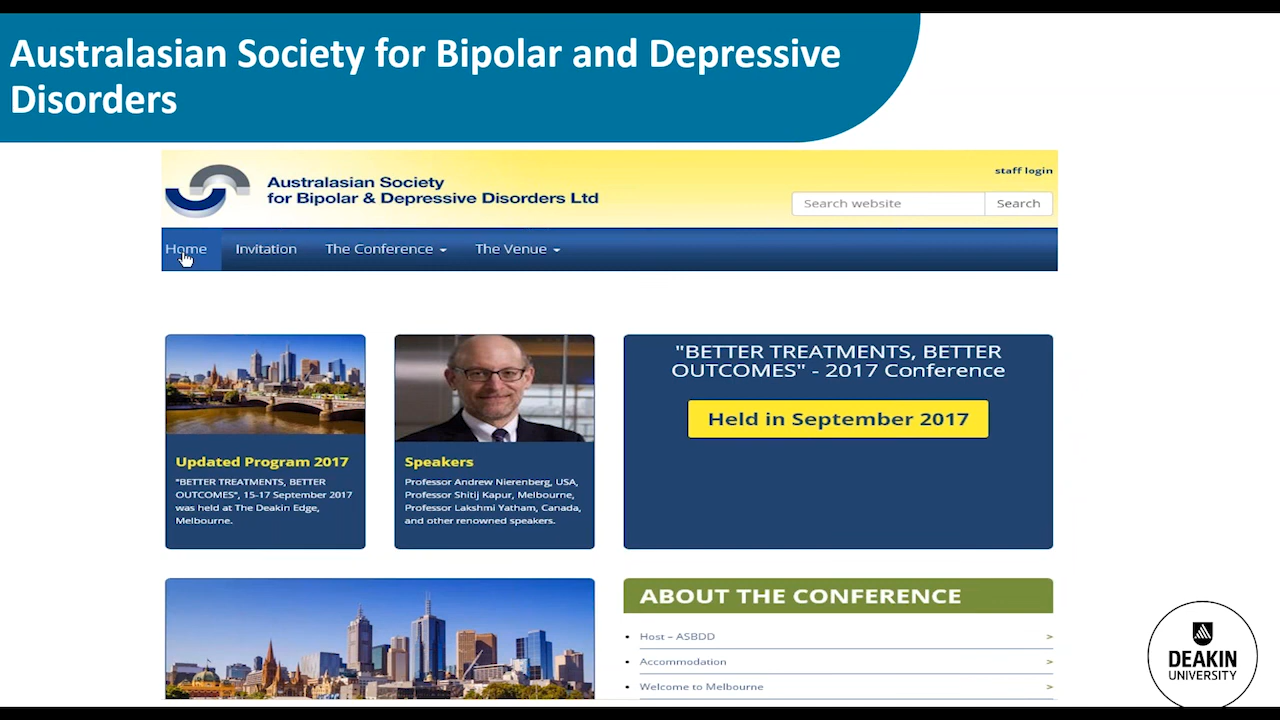 Australasian Society for Bipolar and Depressive
Disorders
Australasian Society
for Bipolar & Depressive Disorders Ltd
staff login
Search website
Search
Home
Invitation
The Conference
The Venue
Updated Program 2017
"BETTER TREATMENTS, BETTER
OUTCOMES", 15-17 September 2017
was held at The Deakin Edge,
Melbourne.
Speakers
Professor Andrew Nierenberg, USA,
Professor Shitij Kapur, Melbourne,
Professor Lakshmi Yatham, Canada,
and other renowned speakers.
"BETTER TREATMENTS, BETTER
OUTCOMES" - 2017 Conference
Held in September 2017
ABOUT THE CONFERENCE
Host – ASBDD >
Accommodation >
Welcome to Melbourne >
DEAKIN
UNIVERSITY